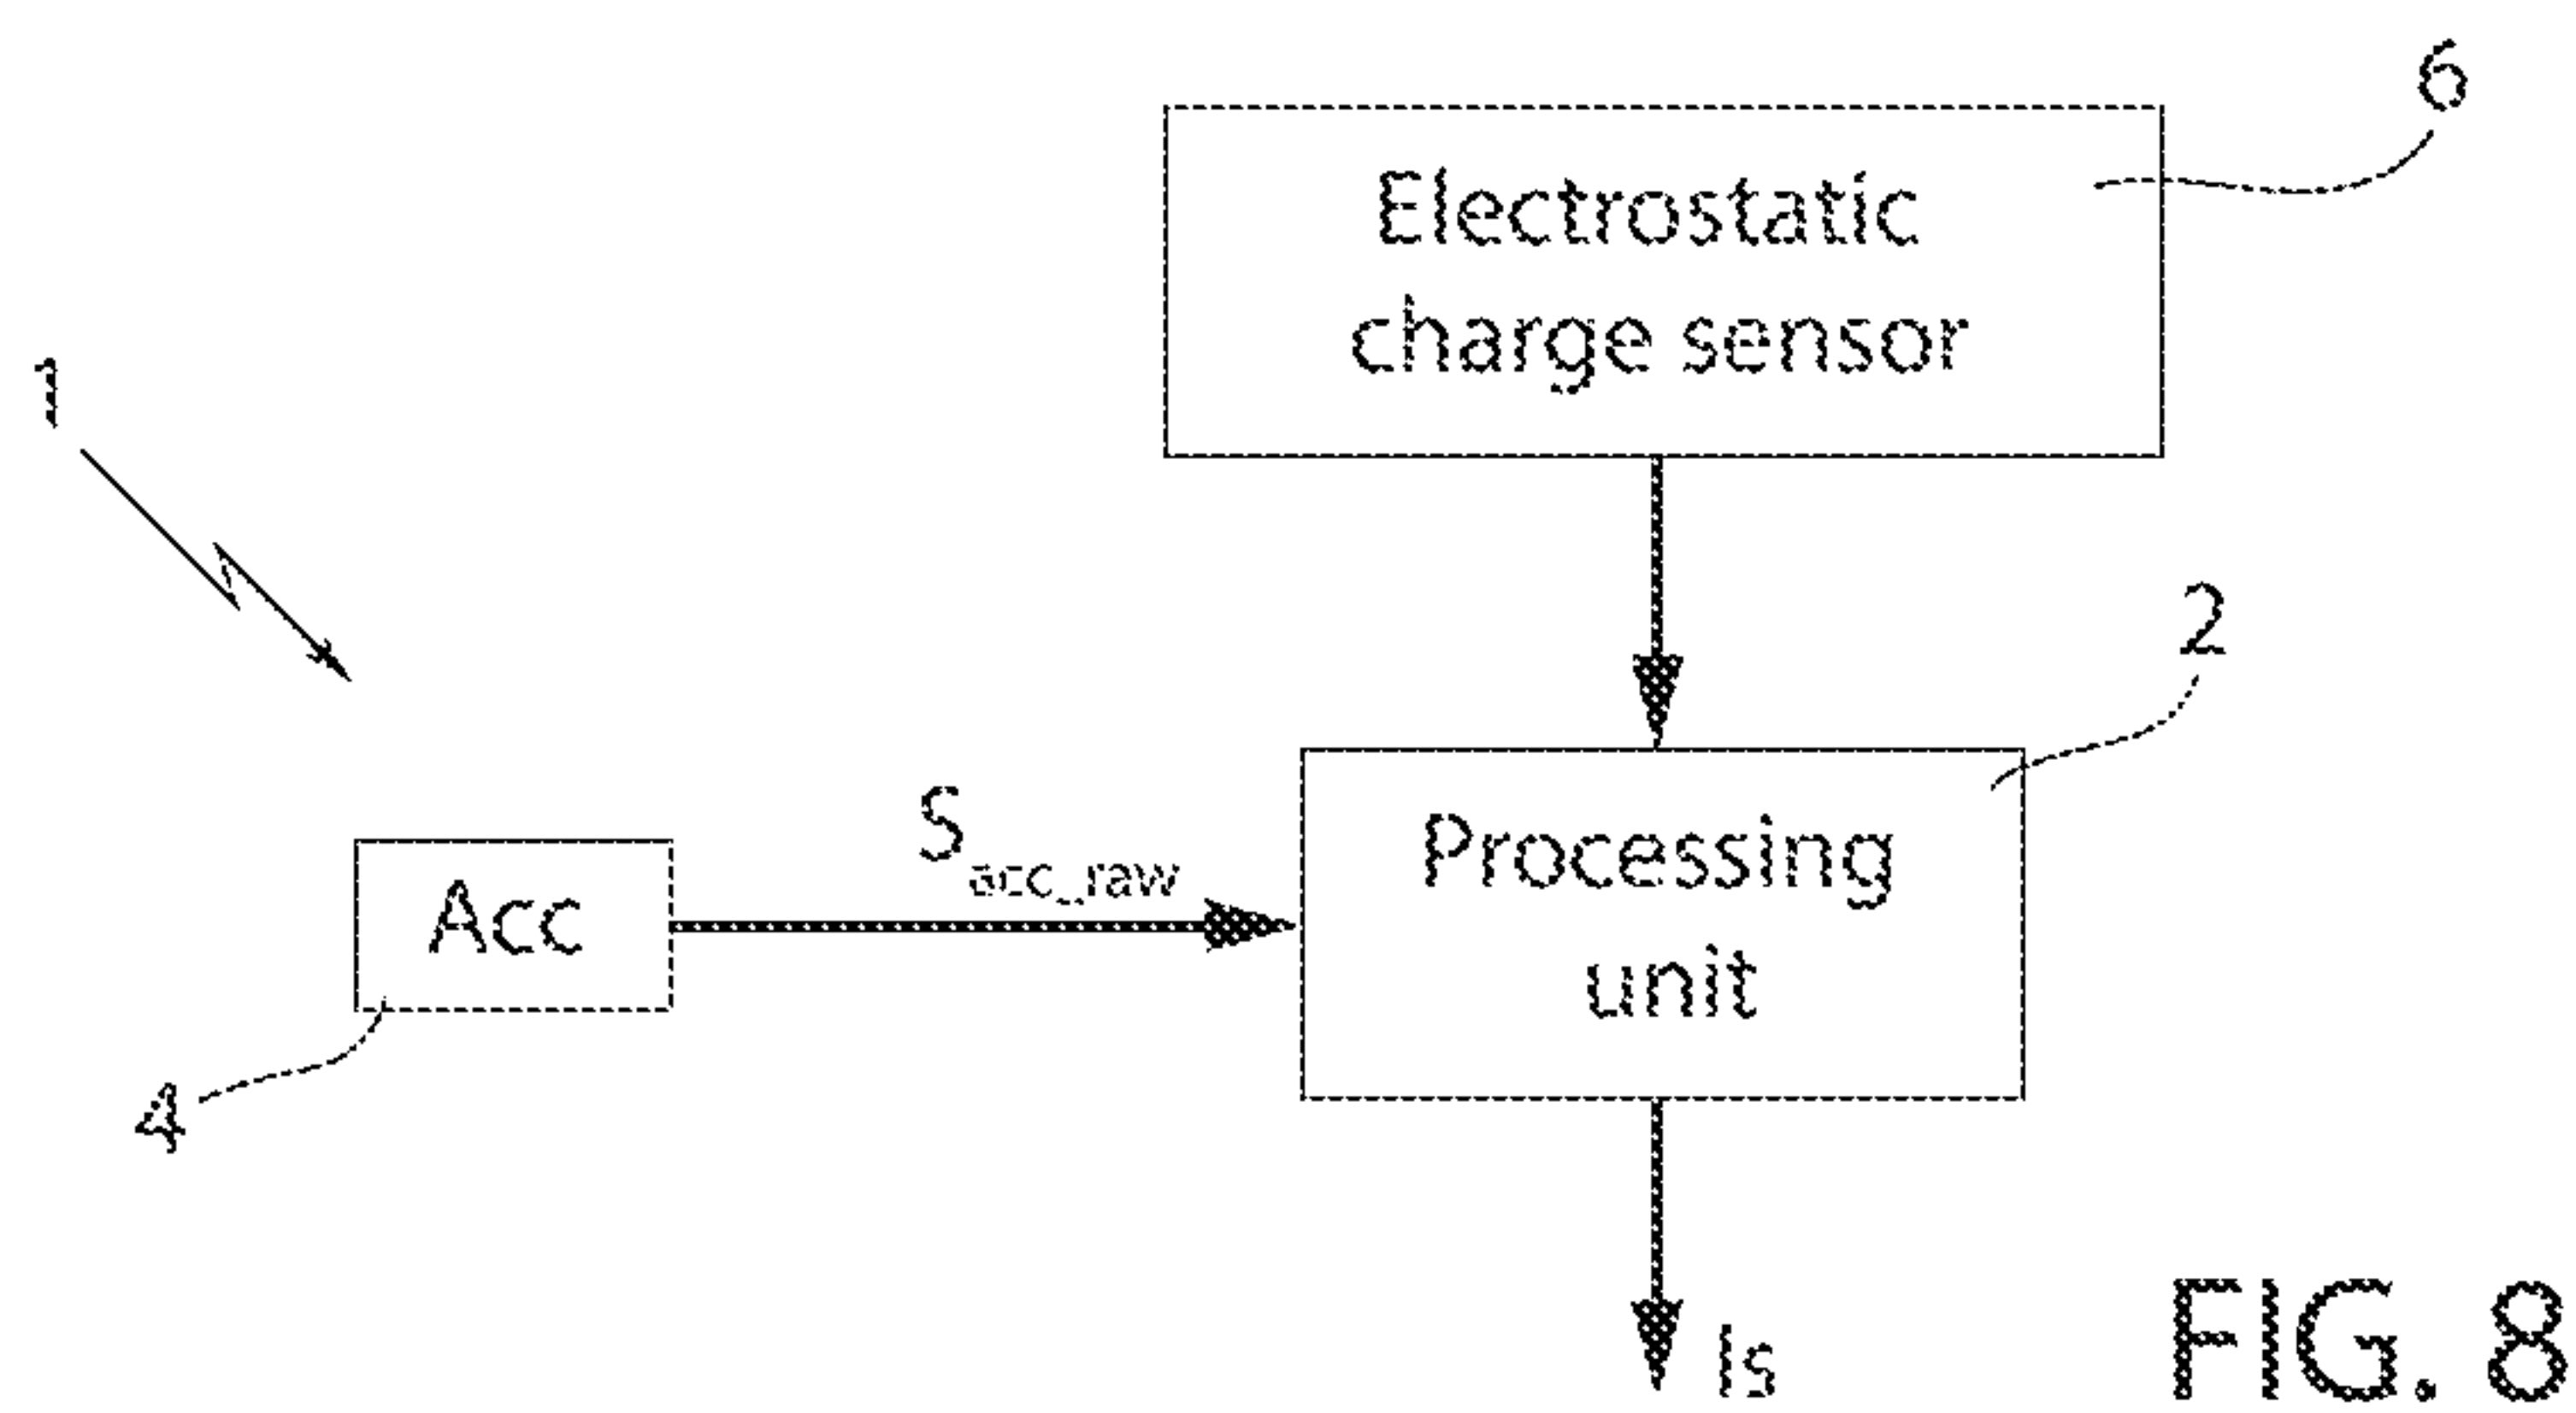 6
Electrostatic
charge sensor
1
2
S acc_raw
Processing
unit
Acc
4
Is
FIG. 8